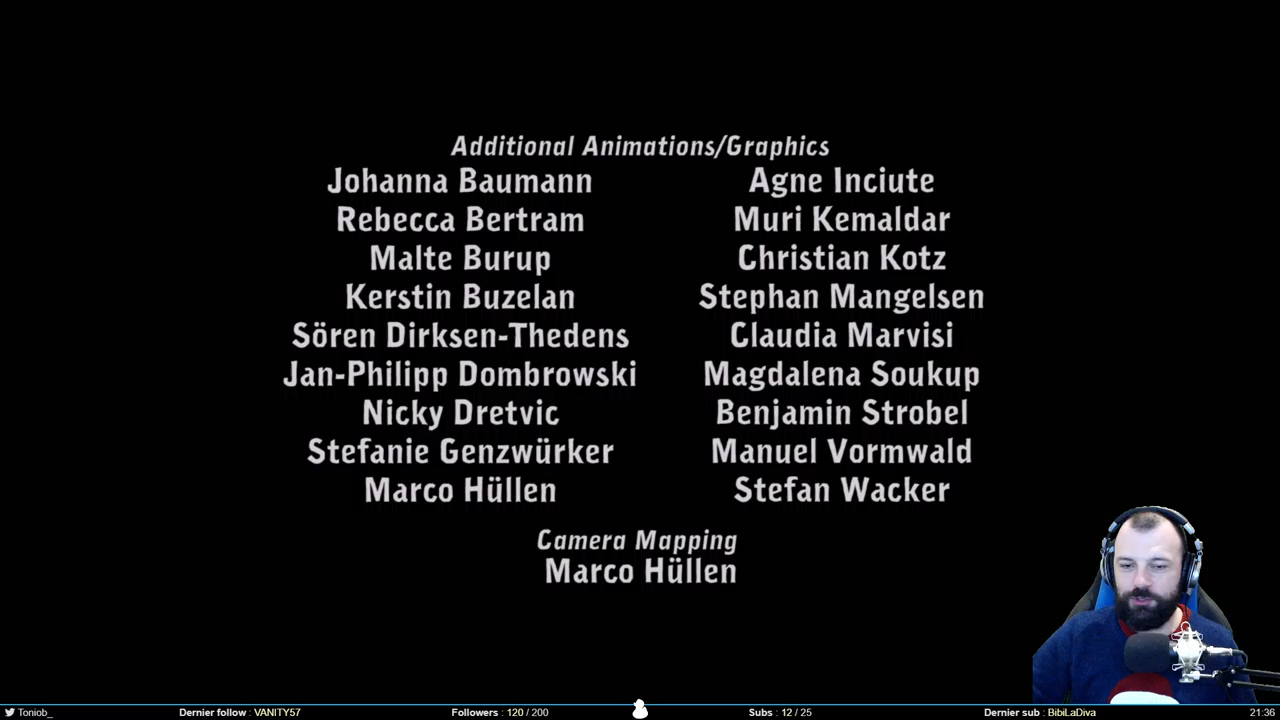 Additional Animations/Graphics
Johanna Baumann
Rebecca Bertram
Malte Burup
Kerstin Buzelan
Sören Dirksen-Thedens
Jan-Philipp Dombrowski
Nicky Dretvic
Stefanie Genzwürker
Marco Hüllen
Agne Inciute
Muri Kemaldar
Christian Kotz
Stephan Mangelsen
Claudia Marvisi
Magdalena Soukup
Benjamin Strobel
Manuel Vormwald
Stefan Wacker
Camera Mapping
Marco Hüllen
Toniob_ Dernier follow : VANITY57 Followers : 120 / 200 Subs : 12 / 25 Dernier sub : BibiLaDiva 21:36